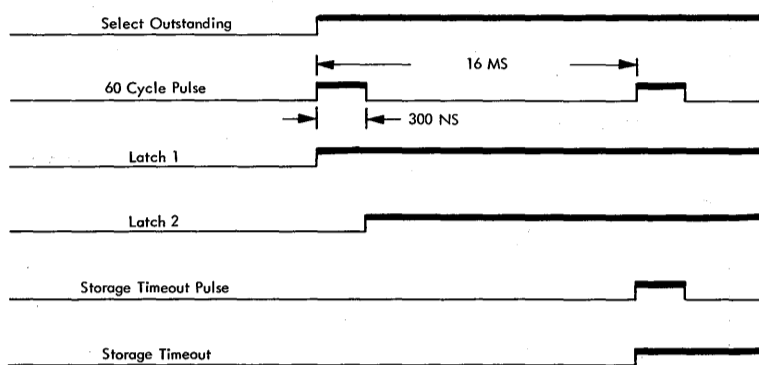 Select Outstanding
16 MS
60 Cycle Pulse
300 NS
Latch 1
Latch 2
Storage Timeout Pulse
Storage Timeout